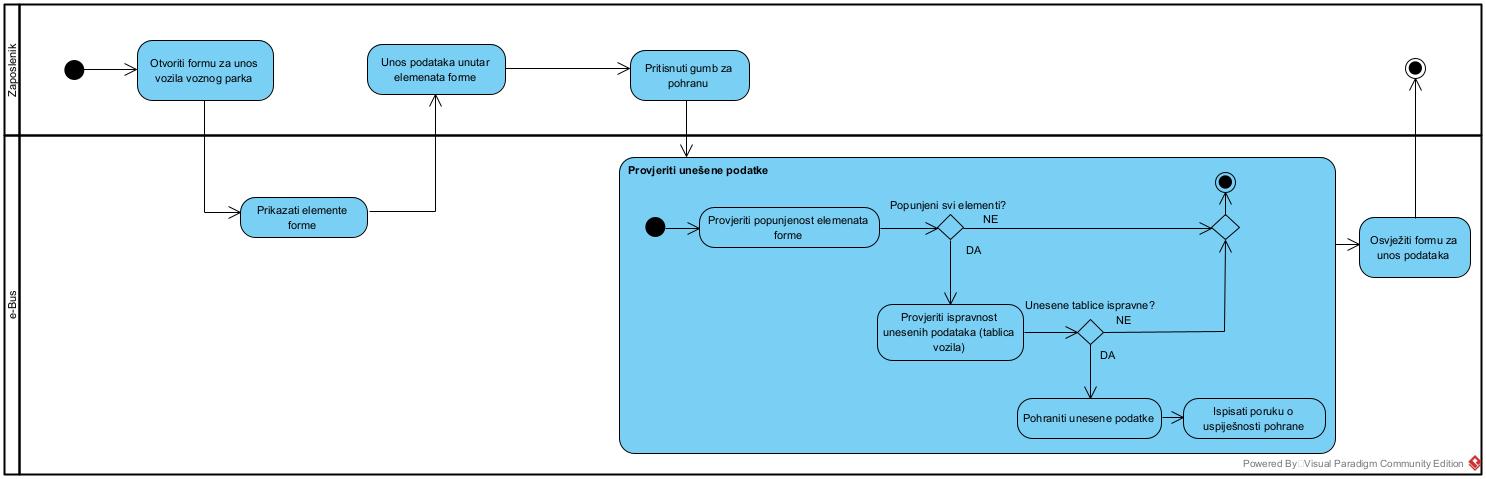 Zaposlenik
Otvoriti formu za unos
vozila voznog parka
Unos podataka unutar
elemenata forme
Pritisnuti gumb za
pohranu
e-Bus
Prikazati elemente
forme
Provjeriti unešene podatke
Provjeriti popunjenost elemenata
forme
Popunjeni svi elementi?
NE
DA
Provjeriti ispravnost
unesenih podataka (tablica
vozila)
Unesene tablice ispravne?
NE
DA
Pohraniti unesene podatke
Ispisati poruku o
uspiješnosti pohrane
Osvježiti formu za
unos podataka
Powered By Visual Paradigm Community Edition